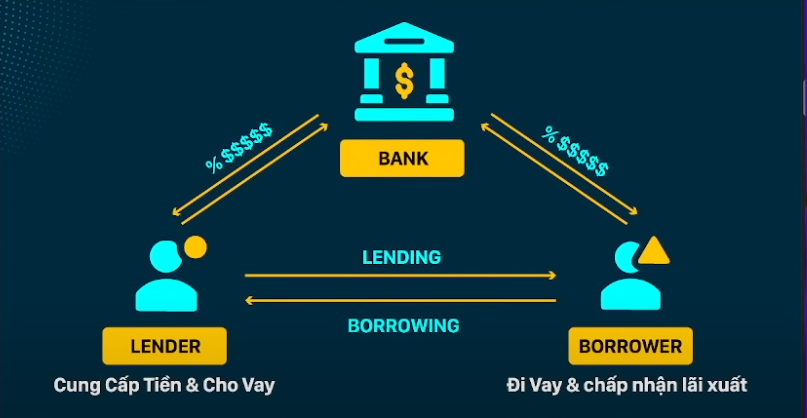 $
BANK
% $$$$$
% $$$$$
LENDING
BORROWING
LENDER
BORROWER
Cung Cấp Tiền & Cho Vay
Đi Vay & chấp nhận lãi xuất